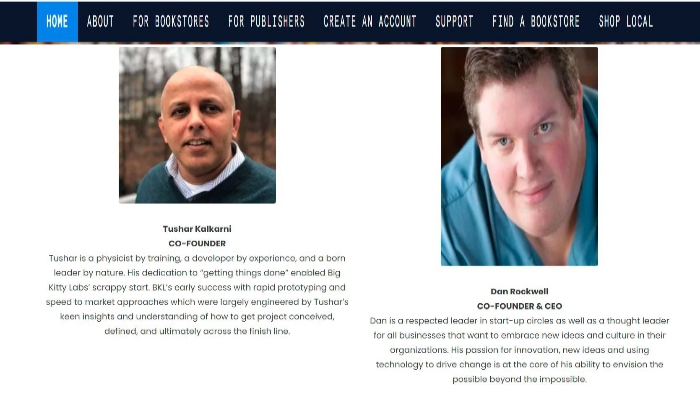 HOME ABOUT FOR BOOKSTORES FOR PUBLISHERS CREATE AN ACCOUNT SUPPORT FIND A BOOKSTORE SHOP LOCAL
Tushar Kalkarni
CO-FOUNDER
Tushar is a physicist by training, a developer by experience, and a born
leader by nature. His dedication to “getting things done” enabled Big
Kitty Labs’ scrappy start. BKL’s early success with rapid prototyping and
speed to market approaches which were largely engineered by Tushar’s
keen insights and understanding of how to get project conceived,
defined, and ultimately across the finish line.
Dan Rockwell
CO-FOUNDER & CEO
Dan is a respected leader in start-up circles as well as a thought leader
for all businesses that want to embrace new ideas and culture in their
organizations. His passion for innovation, new ideas and using
technology to drive change is at the core of his ability to envision the
possible beyond the impossible.